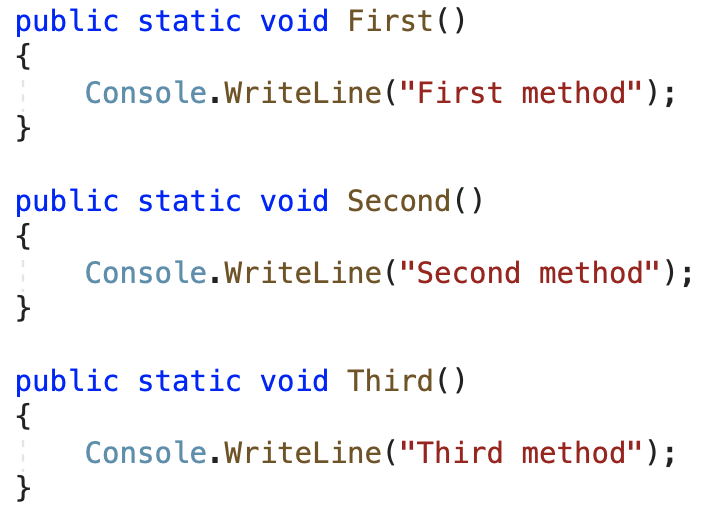 public static void First()
{
    Console.WriteLine("First method");
}

public static void Second()
{
    Console.WriteLine("Second method");
}

public static void Third()
{
    Console.WriteLine("Third method");
}